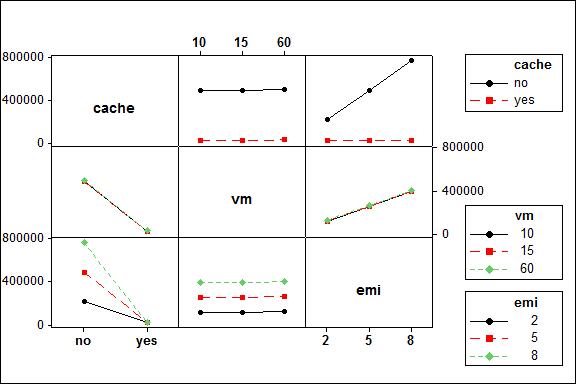 10 15 60
800000
400000
0
cache
cache
no
yes
vm
800000
400000
0
vm
10
15
60
800000
400000
0
emi
emi
2
5
8
no yes
2 5 8